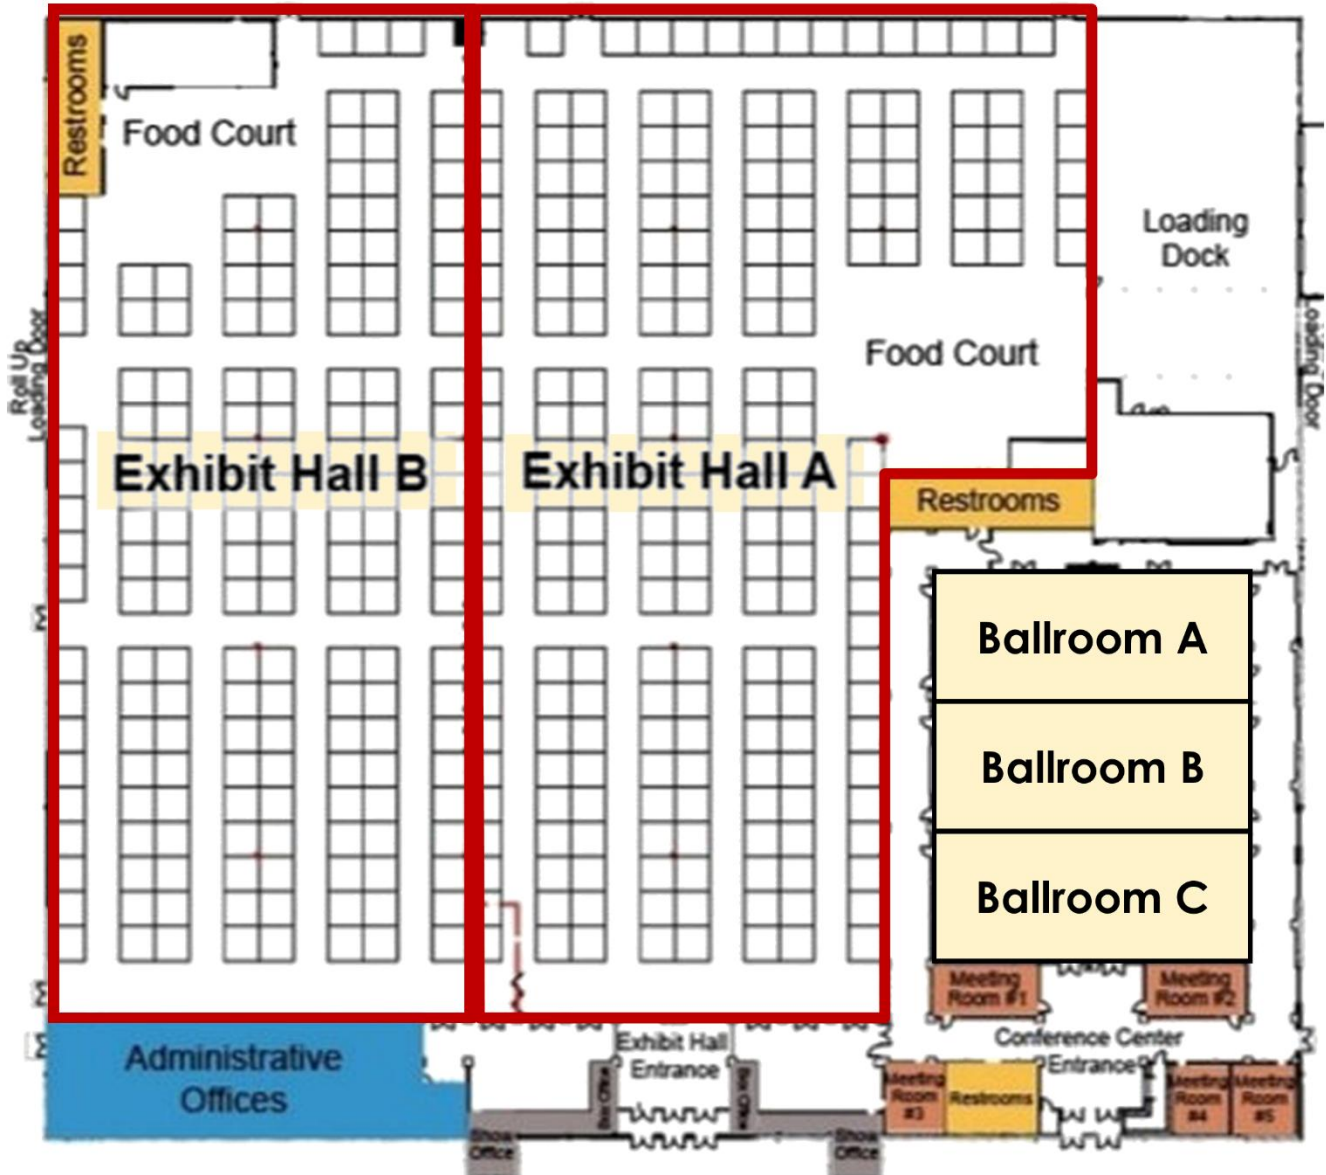 Restrooms
Food Court
Loading
Dock
Roll Up
Loading Door
Loading Door
Food Court
Exhibit Hall B
Exhibit Hall A
Restrooms
Ballroom A
Ballroom B
Ballroom C
Meeting
Room #1
Meeting
Room #2
Administrative
Offices
Exhibit Hall
Entrance
Conference Center
Entrance
Box Office
Box Office
Meeting
Room
#3
Restrooms
Meeting
Room
#4
Meeting
Room
#5
Show
Office
Show
Office